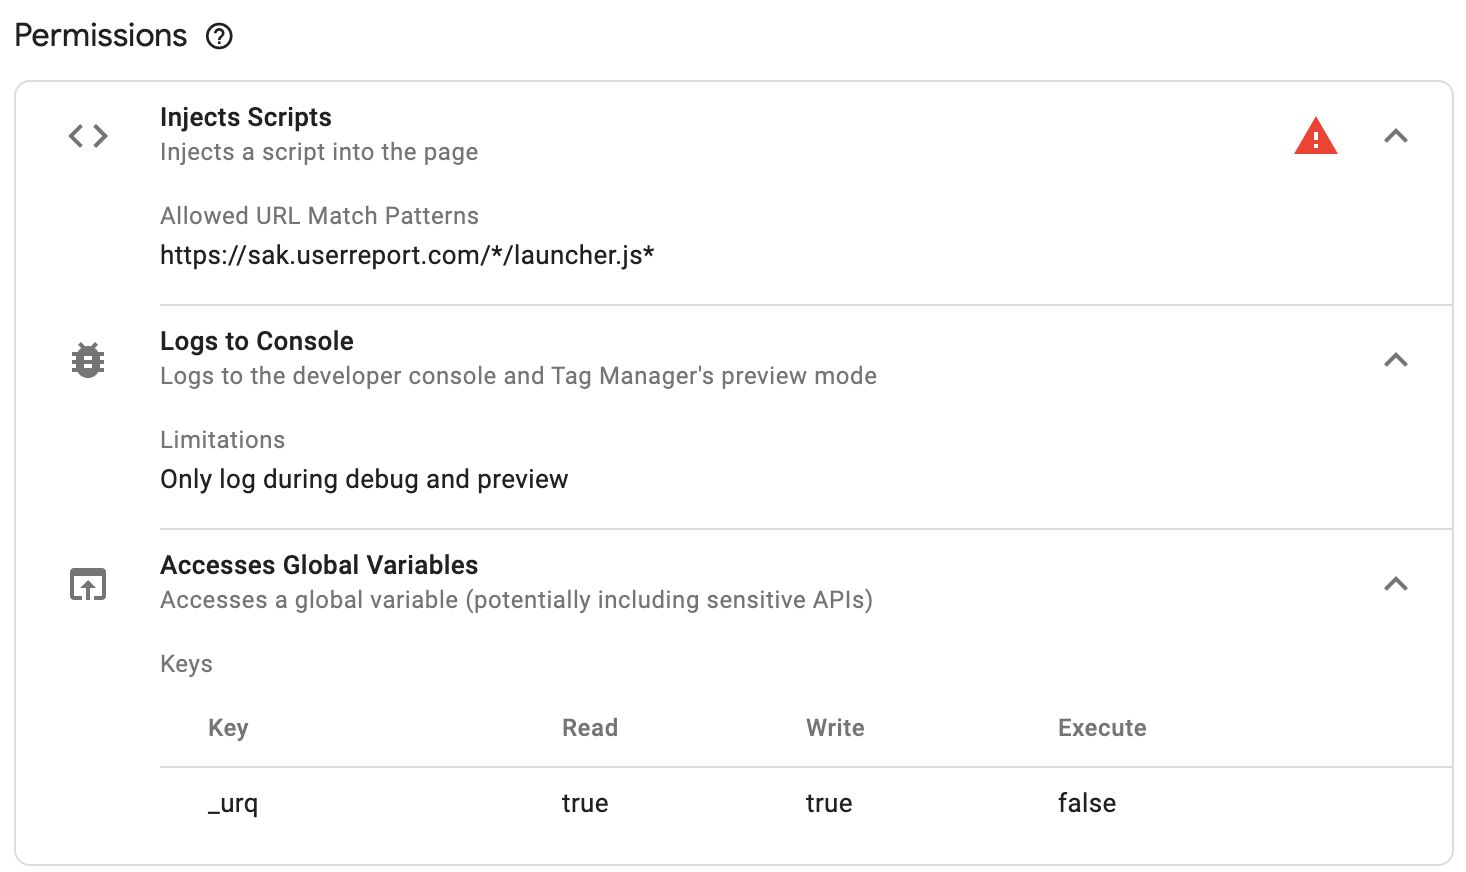 Permissions
Injects Scripts
Injects a script into the page
Allowed URL Match Patterns
https://sak.userreport.com/*/launcher.js*
Logs to Console
Logs to the developer console and Tag Manager's preview mode
Limitations
Only log during debug and preview
Accesses Global Variables
Accesses a global variable (potentially including sensitive APIs)
Keys
Key Read Write Execute
_urq true true false